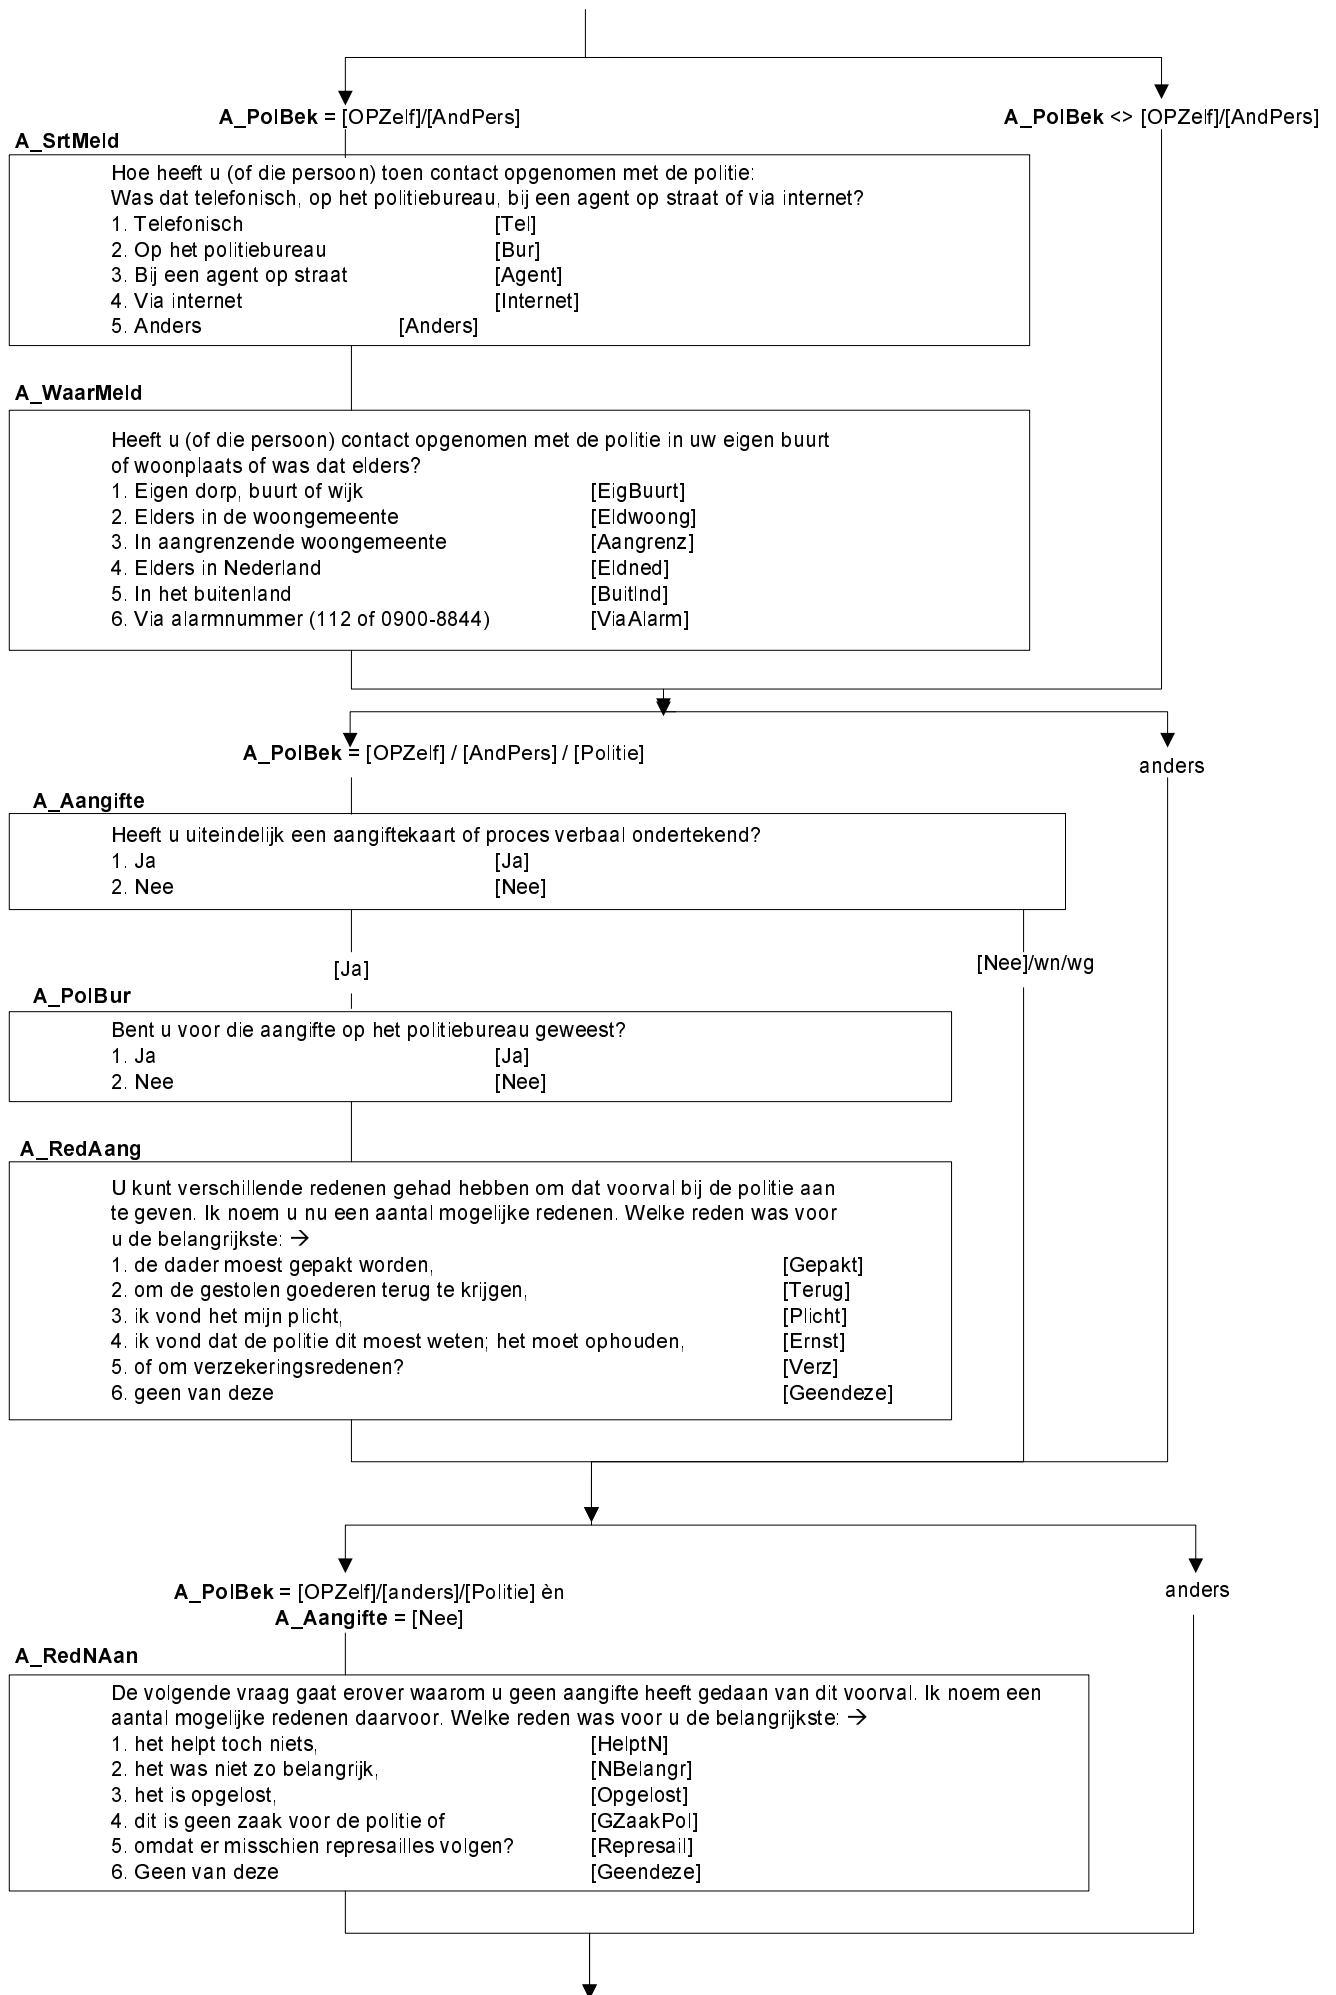 A_PolBek = [OPZelf]/[AndPers]
A_PolBek <> [OPZelf]/[AndPers]
A_SrtMeld
Hoe heeft u (of die persoon) toen contact opgenomen met de politie:
Was dat telefonisch, op het politiebureau, bij een agent op straat of via internet?
1. Telefonisch [Tel]
2. Op het politiebureau [Bur]
3. Bij een agent op straat [Agent]
4. Via internet [Internet]
5. Anders [Anders]
A_WaarMeld
Heeft u (of die persoon) contact opgenomen met de politie in uw eigen buurt
of woonplaats of was dat elders?
1. Eigen dorp, buurt of wijk [EigBuurt]
2. Elders in de woongemeente [Eldwoong]
3. In aangrenzende woongemeente [Aangrenz]
4. Elders in Nederland [Eldned]
5. In het buitenland [Buitlnd]
6. Via alarmnummer (112 of 0900-8844) [ViaAlarm]
A_PolBek = [OPZelf] / [AndPers] / [Politie]
anders
A_Aangifte
Heeft u uiteindelijk een aangiftekaart of proces verbaal ondertekend?
1. Ja [Ja]
2. Nee [Nee]
[Ja]
[Nee]/wn/wg
A_PolBur
Bent u voor die aangifte op het politiebureau geweest?
1. Ja [Ja]
2. Nee [Nee]
A_RedAang
U kunt verschillende redenen gehad hebben om dat voorval bij de politie aan
te geven. Ik noem u nu een aantal mogelijke redenen. Welke reden was voor
u de belangrijkste: →
1. de dader moest gepakt worden, [Gepakt]
2. om de gestolen goederen terug te krijgen, [Terug]
3. ik vond het mijn plicht, [Plicht]
4. ik vond dat de politie dit moest weten; het moet ophouden, [Ernst]
5. of om verzekeringsredenen? [Verz]
6. geen van deze [Geendeze]
A_PolBek = [OPZelf]/[anders]/[Politie] èn
A_Aangifte = [Nee]
anders
A_RedNAan
De volgende vraag gaat erover waarom u geen aangifte heeft gedaan van dit voorval. Ik noem een
aantal mogelijke redenen daarvoor. Welke reden was voor u de belangrijkste: →
1. het helpt toch niets, [HelptN]
2. het was niet zo belangrijk, [NBelangr]
3. het is opgelost, [Opgelost]
4. dit is geen zaak voor de politie of [GZaakPol]
5. omdat er misschien represailles volgen? [Represail]
6. Geen van deze [Geendeze]